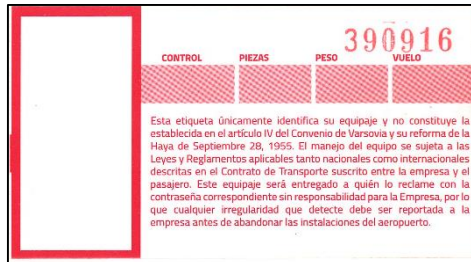 390916
CONTROL PIEZAS PESO VUELO
Esta etiqueta únicamente identifica su equipaje y no constituye la
establecida en el artículo IV del Convenio de Varsovia y su reforma de la
Haya de Septiembre 28, 1955. El manejo del equipo se sujeta a las
Leyes y Reglamentos aplicables tanto nacionales como internacionales
descritas en el Contrato de Transporte suscrito entre la empresa y el
pasajero. Este equipaje será entregado a quién lo reclame con la
contraseña correspondiente sin responsabilidad para la Empresa, por lo
que cualquier irregularidad que detecte debe ser reportada a la
empresa antes de abandonar las instalaciones del aeropuerto.